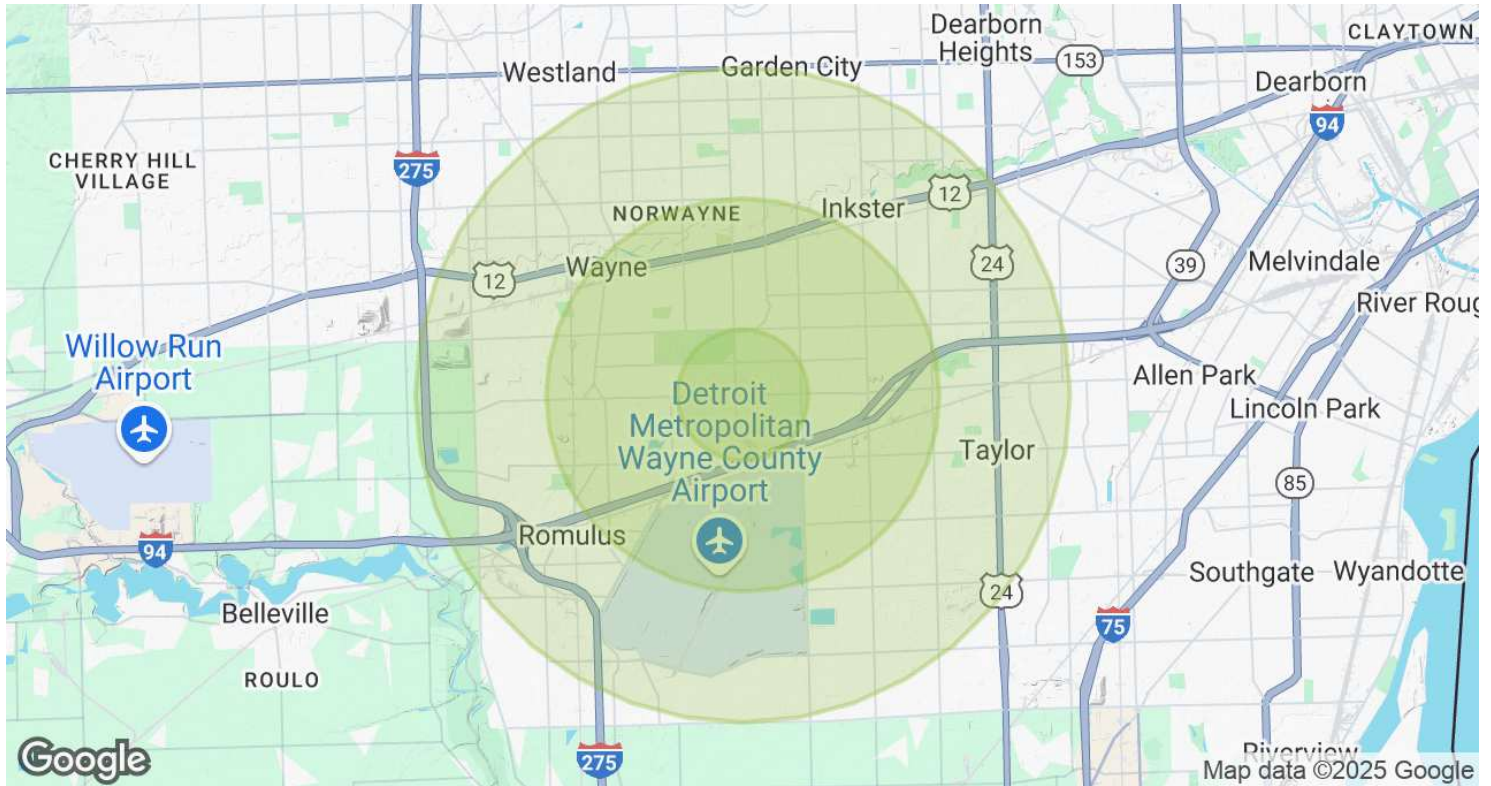 Dearborn
Heights
CLAYTOWN
153
Westland
Garden City
Dearborn
94
CHERRY HILL
VILLAGE
275
12
NORWAYNE
Inkster
Wayne
12
24
39
Melvindale
River Roug
Willow Run
Airport
Detroit
Metropolitan
Wayne County
Airport
Allen Park
Lincoln Park
Taylor
85
Romulus
94
Belleville
24
Southgate
Wyandotte
75
ROULO
275
Riverview
Google
Map data ©2025 Google